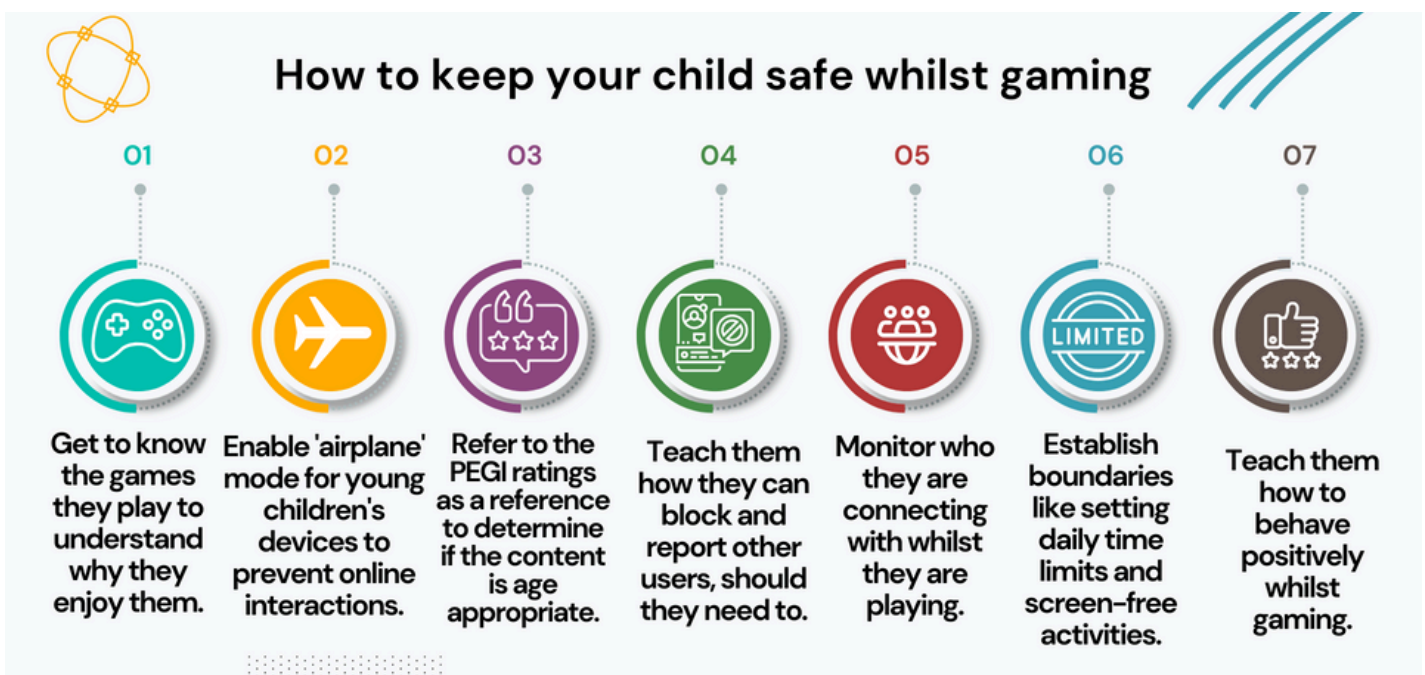 How to keep your child safe whilst gaming
01
02
03
04
05
06
07
LIMITED
Get to know
the games
they play to
understand
why they
enjoy them.
Enable 'airplane'
mode for young
children's
devices to
prevent online
interactions.
Refer to the
PEGI ratings
as a reference
to determine
if the content
is age
appropriate.
Teach them
how they can
block and
report other
users, should
they need to.
Monitor who
they are
connecting
with whilst
they are
playing.
Establish
boundaries
like setting
daily time
limits and
screen-free
activities.
Teach them
how to
behave
positively
whilst
gaming.